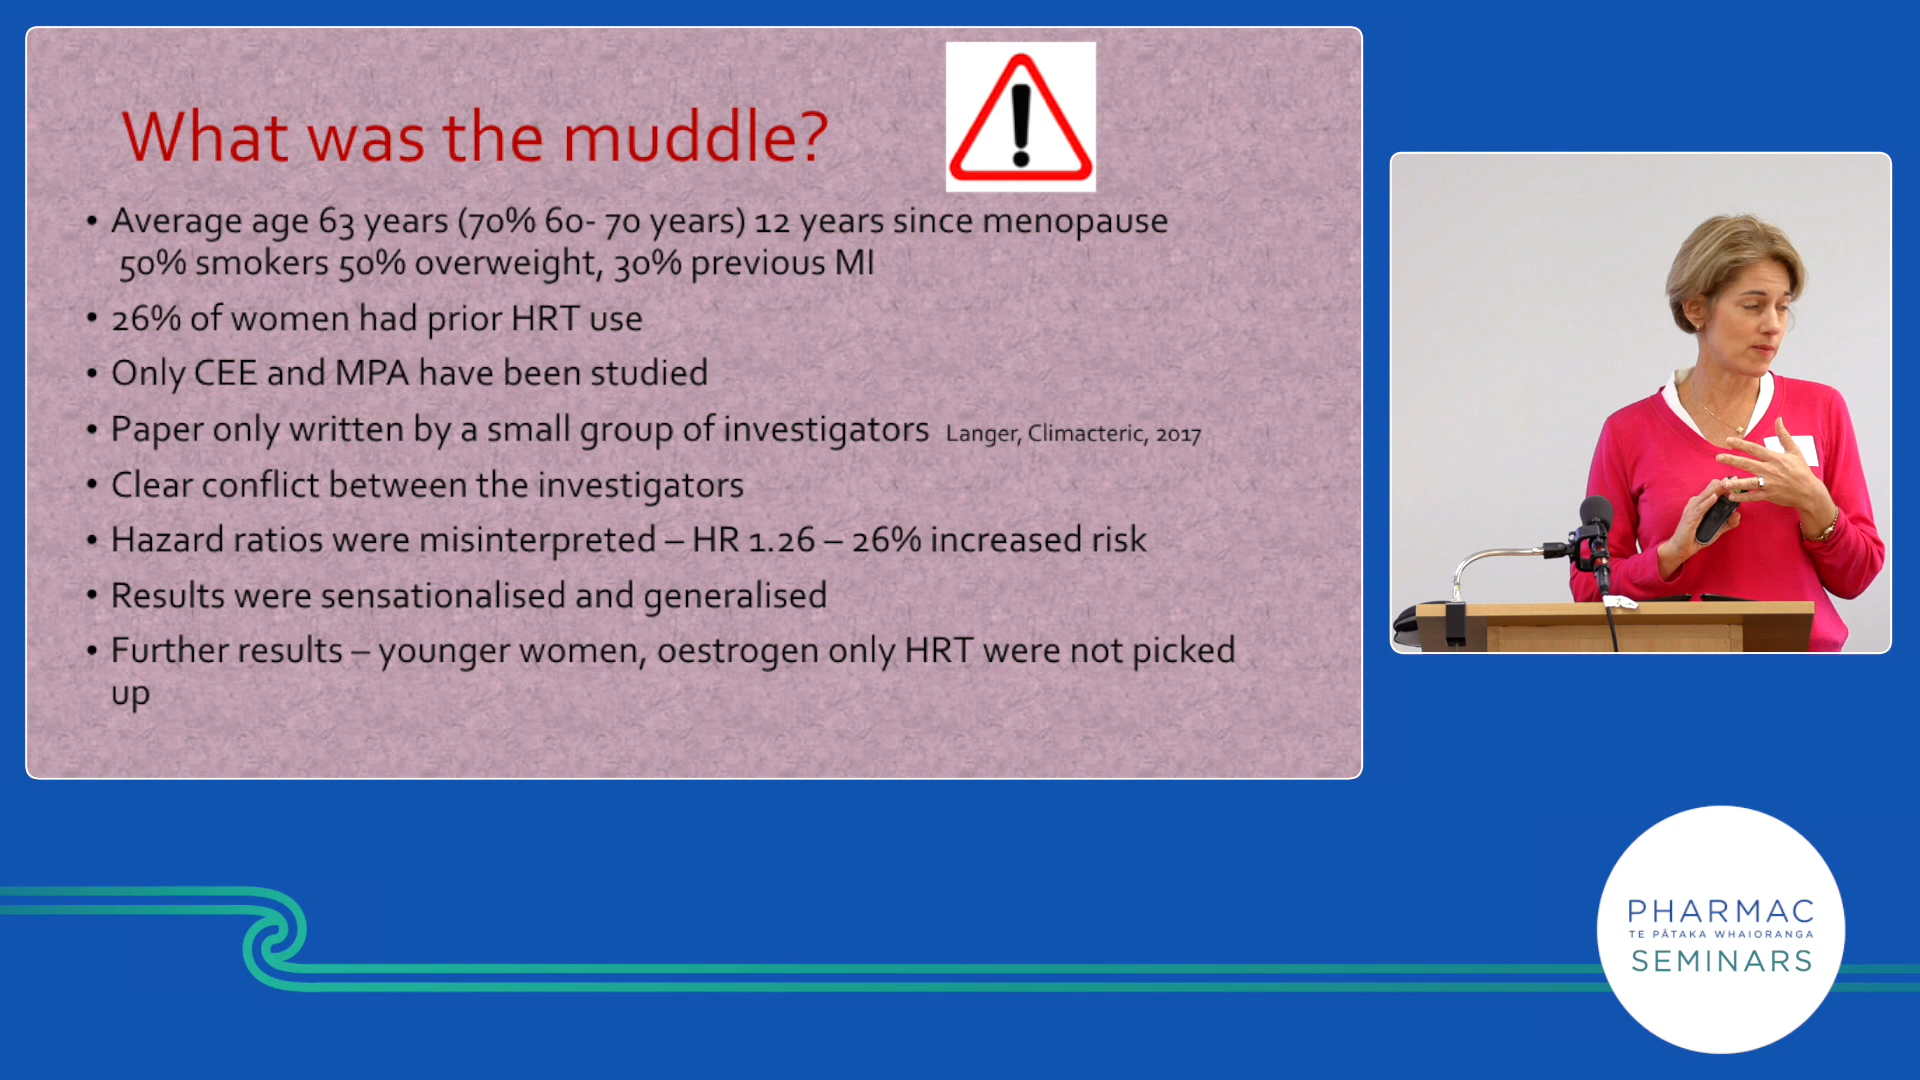 What was the muddle?
• Average age 63 years (70% 60- 70 years) 12 years since menopause
50% smokers 50% overweight, 30% previous MI
• 26% of women had prior HRT use
• Only CEE and MPA have been studied
• Paper only written by a small group of investigators Langer, Climacteric, 2017
• Clear conflict between the investigators
• Hazard ratios were misinterpreted – HR 1.26 – 26% increased risk
• Results were sensationalised and generalised
• Further results – younger women, oestrogen only HRT were not picked
up
PHARMAC
TE PĀTAKA WHAIORANGA
SEMINARS